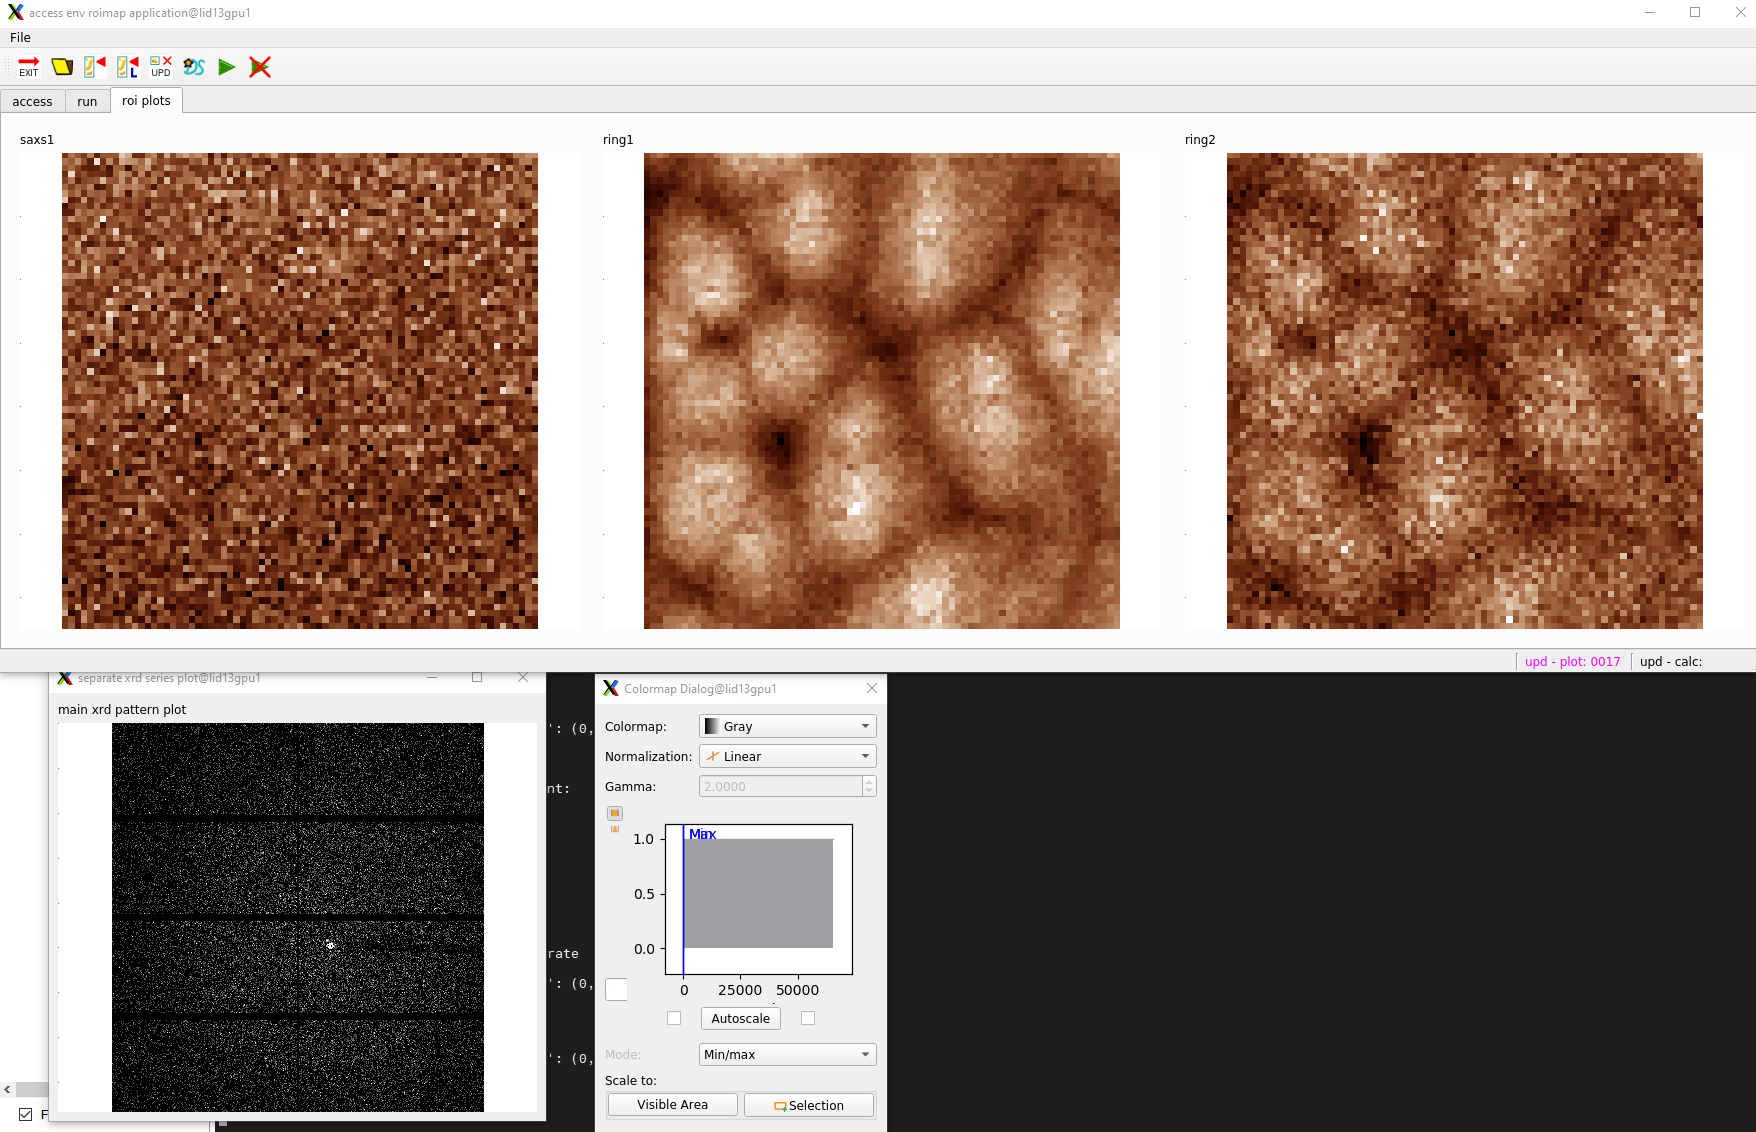 access env roimap application@lid13gpu1
File
EXIT
L
UPD
DS
access run roi plots
saxs1 ring1 ring2
upd - plot: 0017 upd - calc:
separate xrd series plot@lid13gpu1
main xrd pattern plot
': (0,
nt:
rate
': (0,
': (0,
F
Colormap Dialog@lid13gpu1
Colormap: Gray
Normalization: Linear
Gamma: 2.0000
Max
1.0
0.5
0.0
0 25000 50000
Autoscale
Mode: Min/max
Scale to:
Visible Area Selection